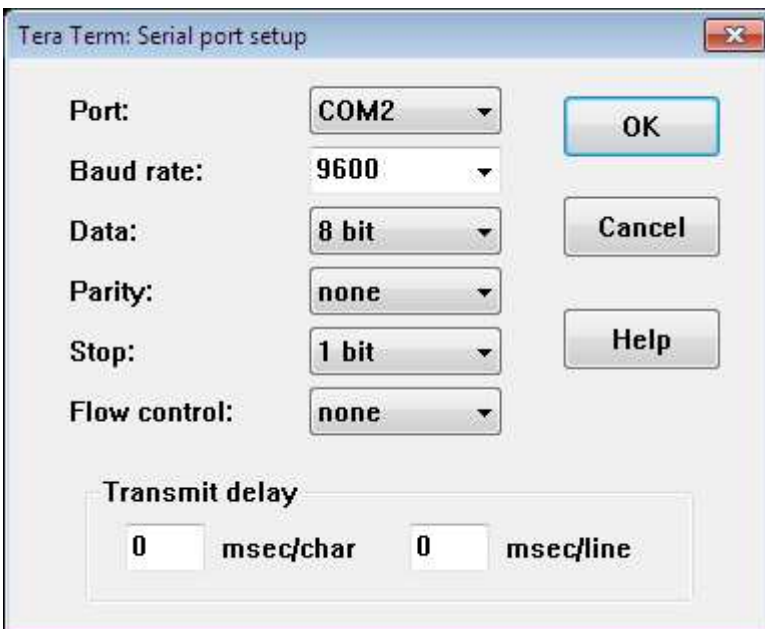 Tera Term: Serial port setup
Port: COM2 OK
Baud rate: 9600
Data: 8 bit Cancel
Parity: none
Stop: 1 bit Help
Flow control: none
Transmit delay
0 msec/char 0 msec/line